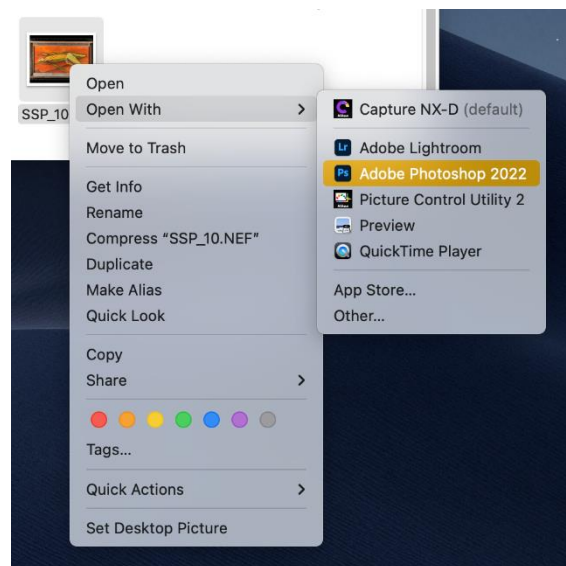 SSP_10
Open
Open With
Move to Trash
Get Info
Rename
Compress “SSP_10.NEF”
Duplicate
Make Alias
Quick Look
Copy
Share
Tags...
Quick Actions
Set Desktop Picture
Capture NX-D (default)
Lr Adobe Lightroom
Ps Adobe Photoshop 2022
Picture Control Utility 2
Preview
QuickTime Player
App Store...
Other...